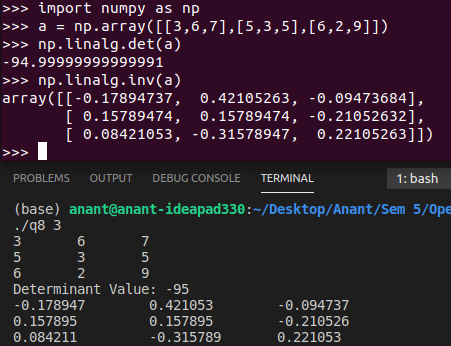 >>> import numpy as np
>>> a = np.array([[3,6,7],[5,3,5],[6,2,9]])
>>> np.linalg.det(a)
-94.99999999999991
>>> np.linalg.inv(a)
array([[-0.17894737, 0.42105263, -0.09473684],
[ 0.15789474, 0.15789474, -0.21052632],
[ 0.08421053, -0.31578947, 0.22105263]])
>>>
PROBLEMS OUTPUT DEBUG CONSOLE TERMINAL 1: bash
(base) anant@anant-ideapad330:~/Desktop/Anant/Sem 5/Ope
./q8 3
3 6 7
5 3 5
6 2 9
Determinant Value: -95
-0.178947 0.421053 -0.094737
0.157895 0.157895 -0.210526
0.084211 -0.315789 0.221053